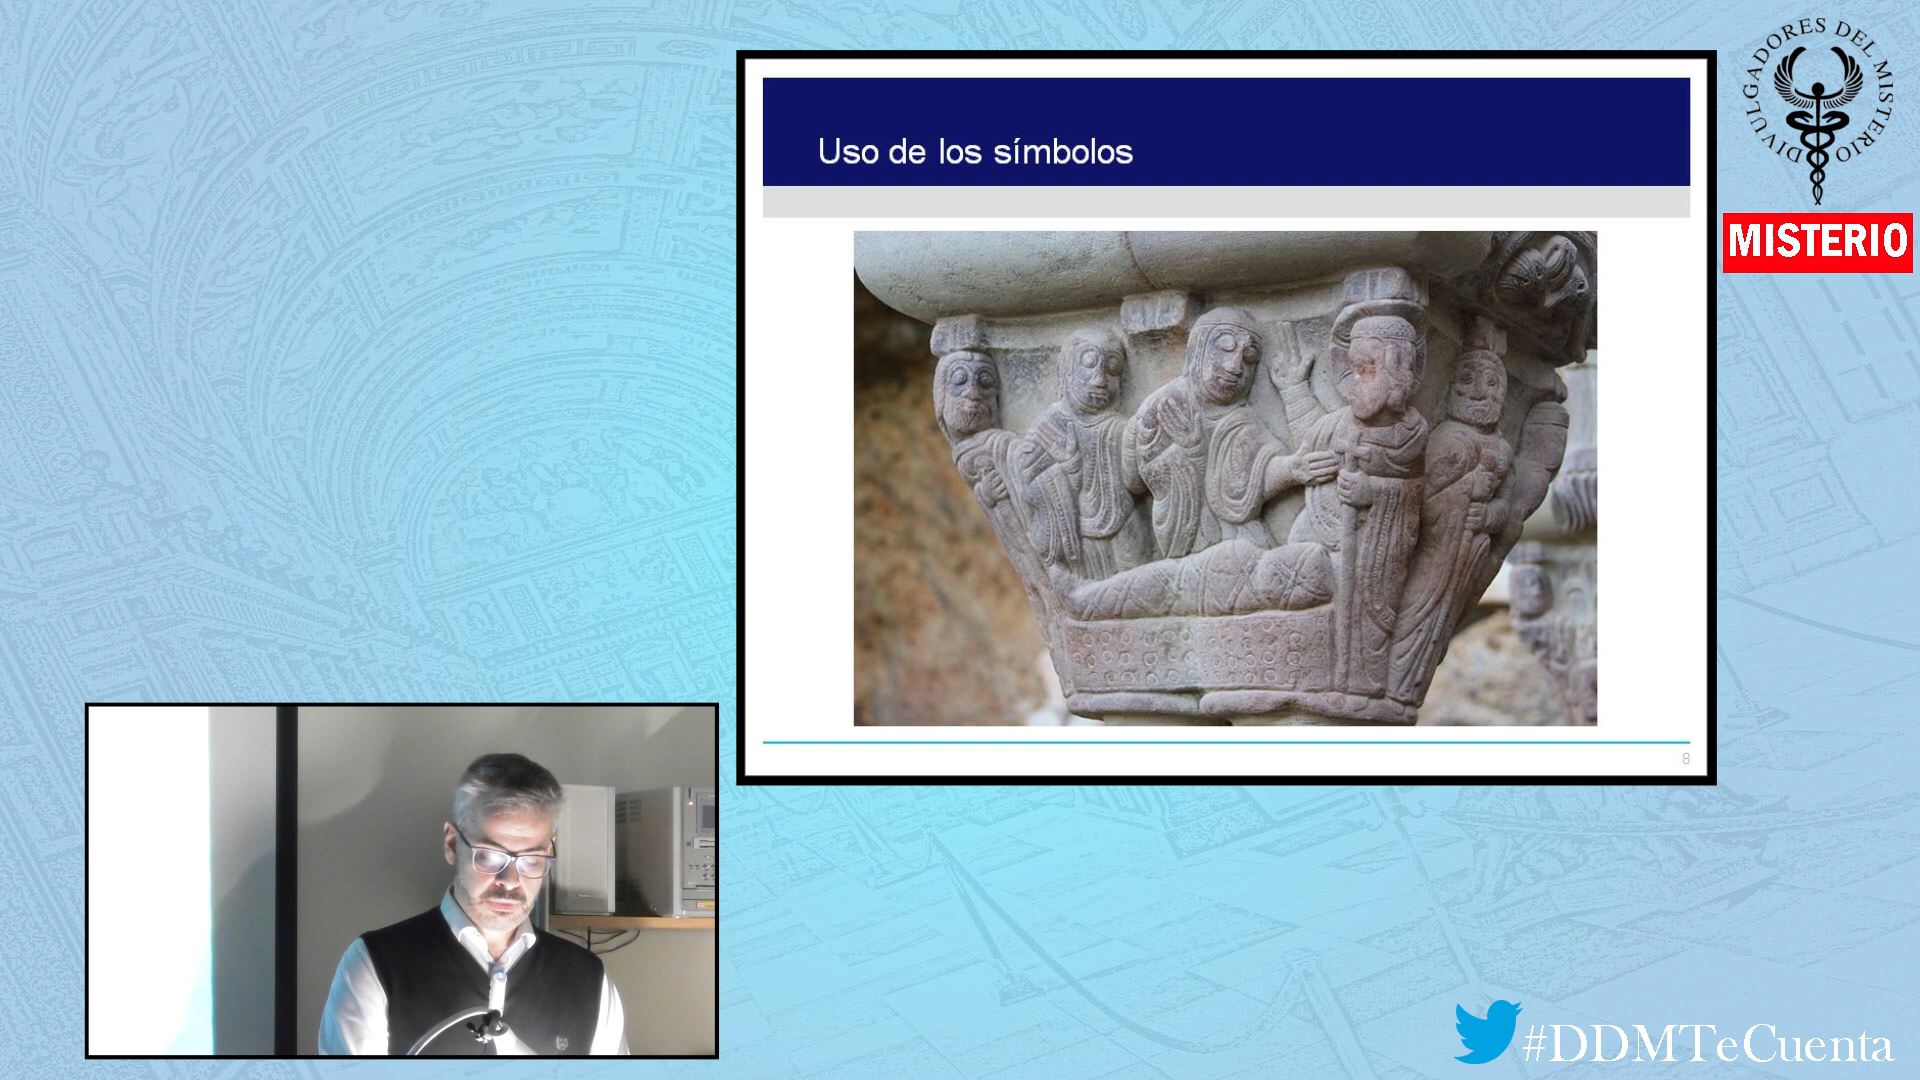 Uso de los símbolos
8
DIVULGADORES DEL MISTERIO
MISTERIO
#DDMTeCuenta